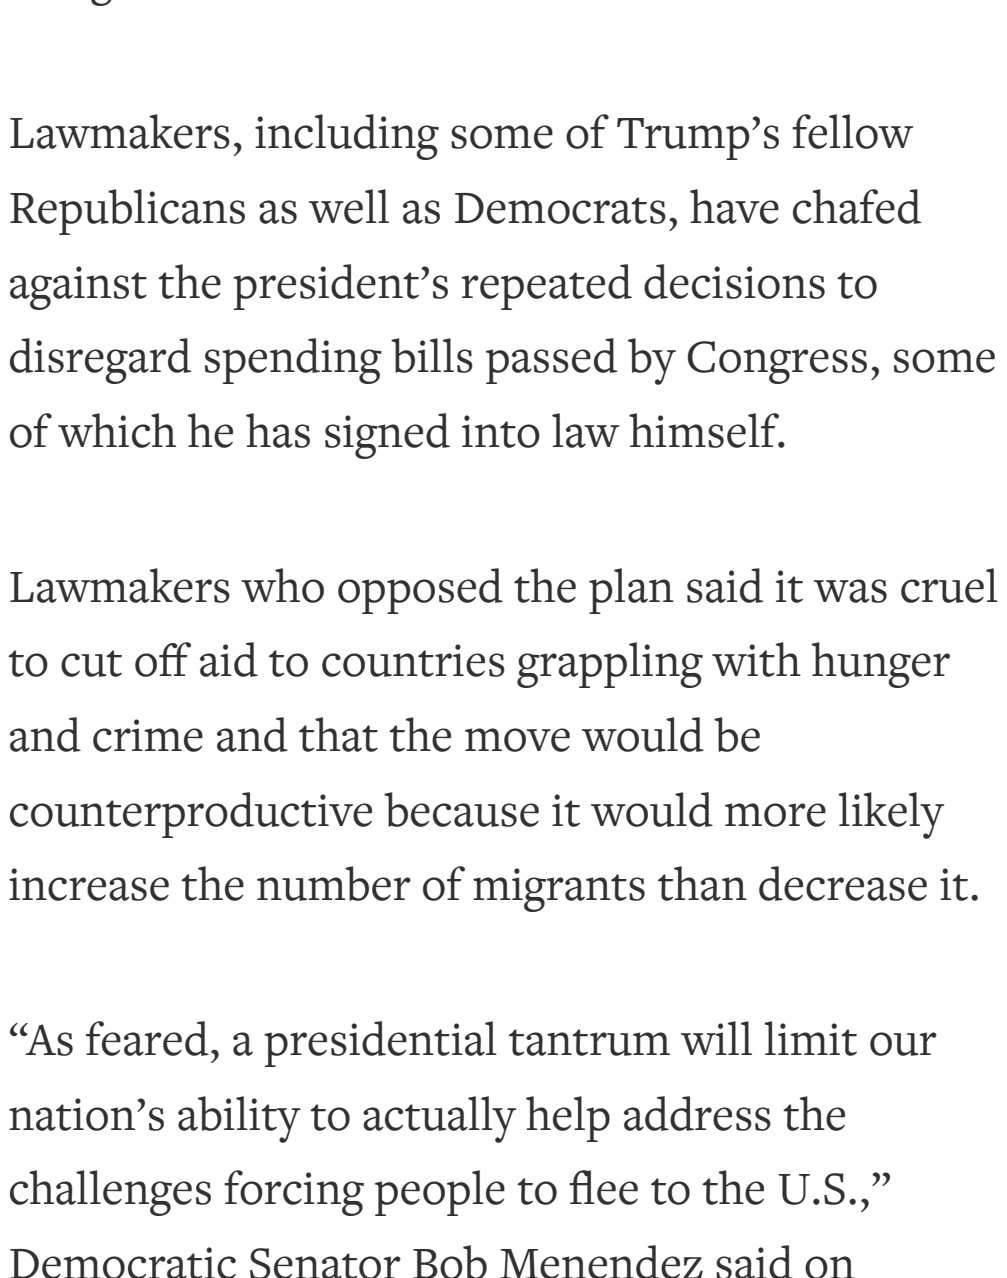 Lawmakers, including some of Trump’s fellow
Republicans as well as Democrats, have chafed
against the president’s repeated decisions to
disregard spending bills passed by Congress, some
of which he has signed into law himself.
Lawmakers who opposed the plan said it was cruel
to cut off aid to countries grappling with hunger
and crime and that the move would be
counterproductive because it would more likely
increase the number of migrants than decrease it.
“As feared, a presidential tantrum will limit our
nation’s ability to actually help address the
challenges forcing people to flee to the U.S.,”
Democratic Senator Bob Menendez said on